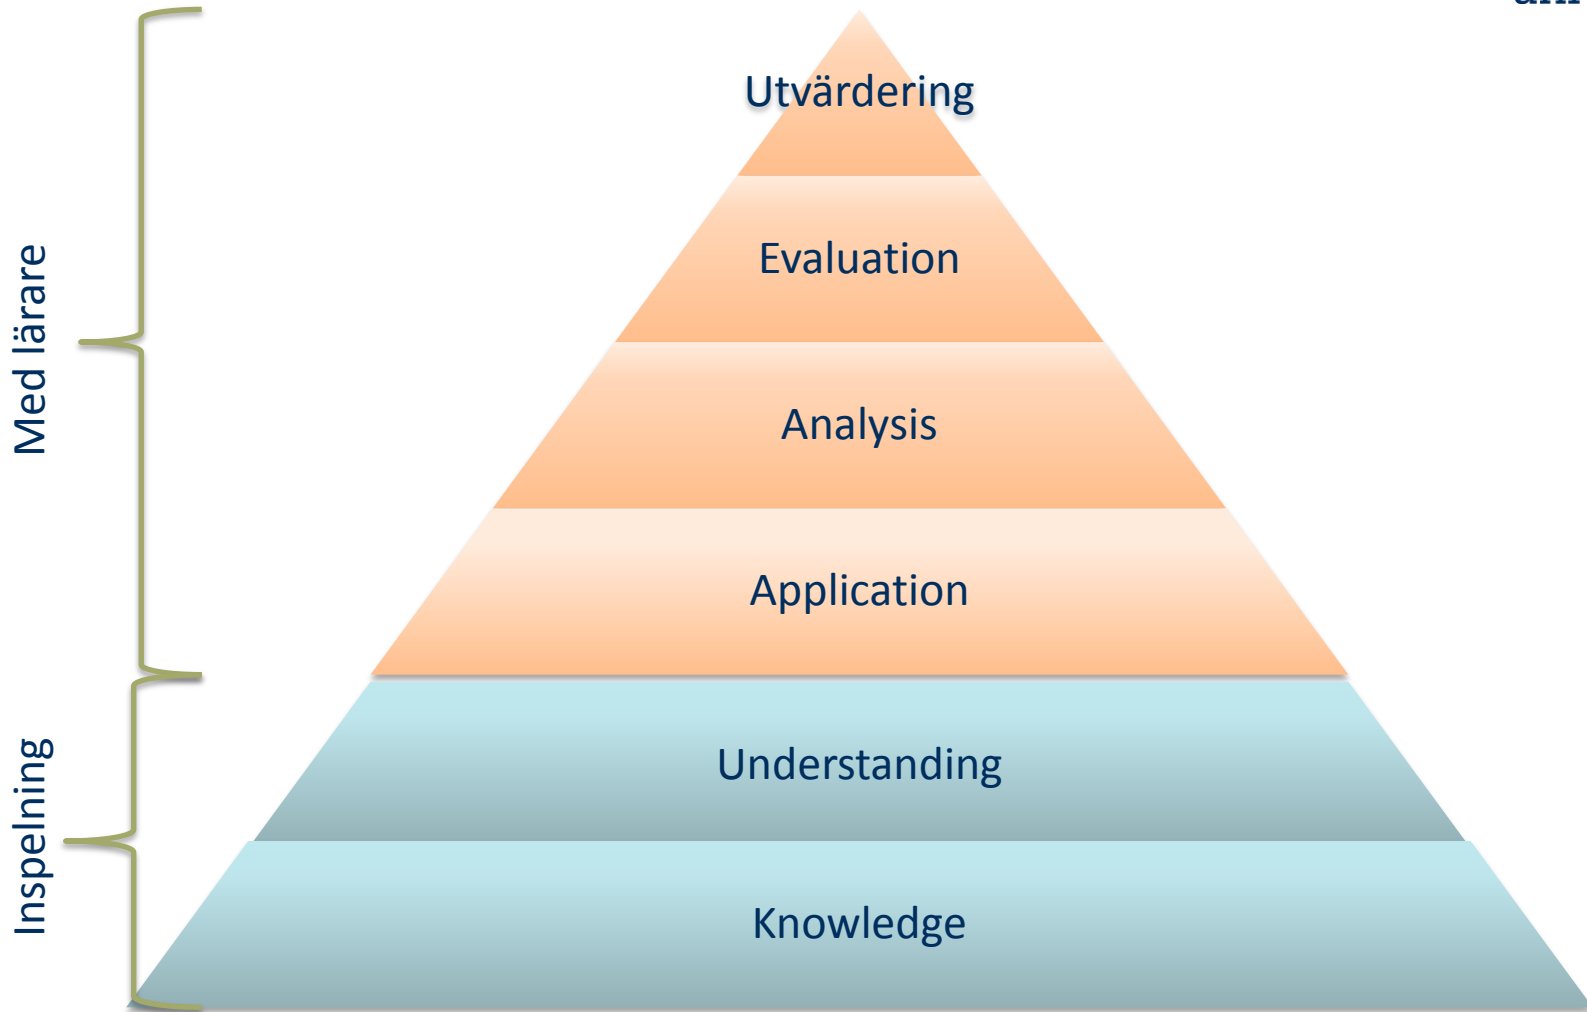 Utvärdering
Evaluation
Analysis
Application
Understanding
Knowledge
Med lärare
Inspelning